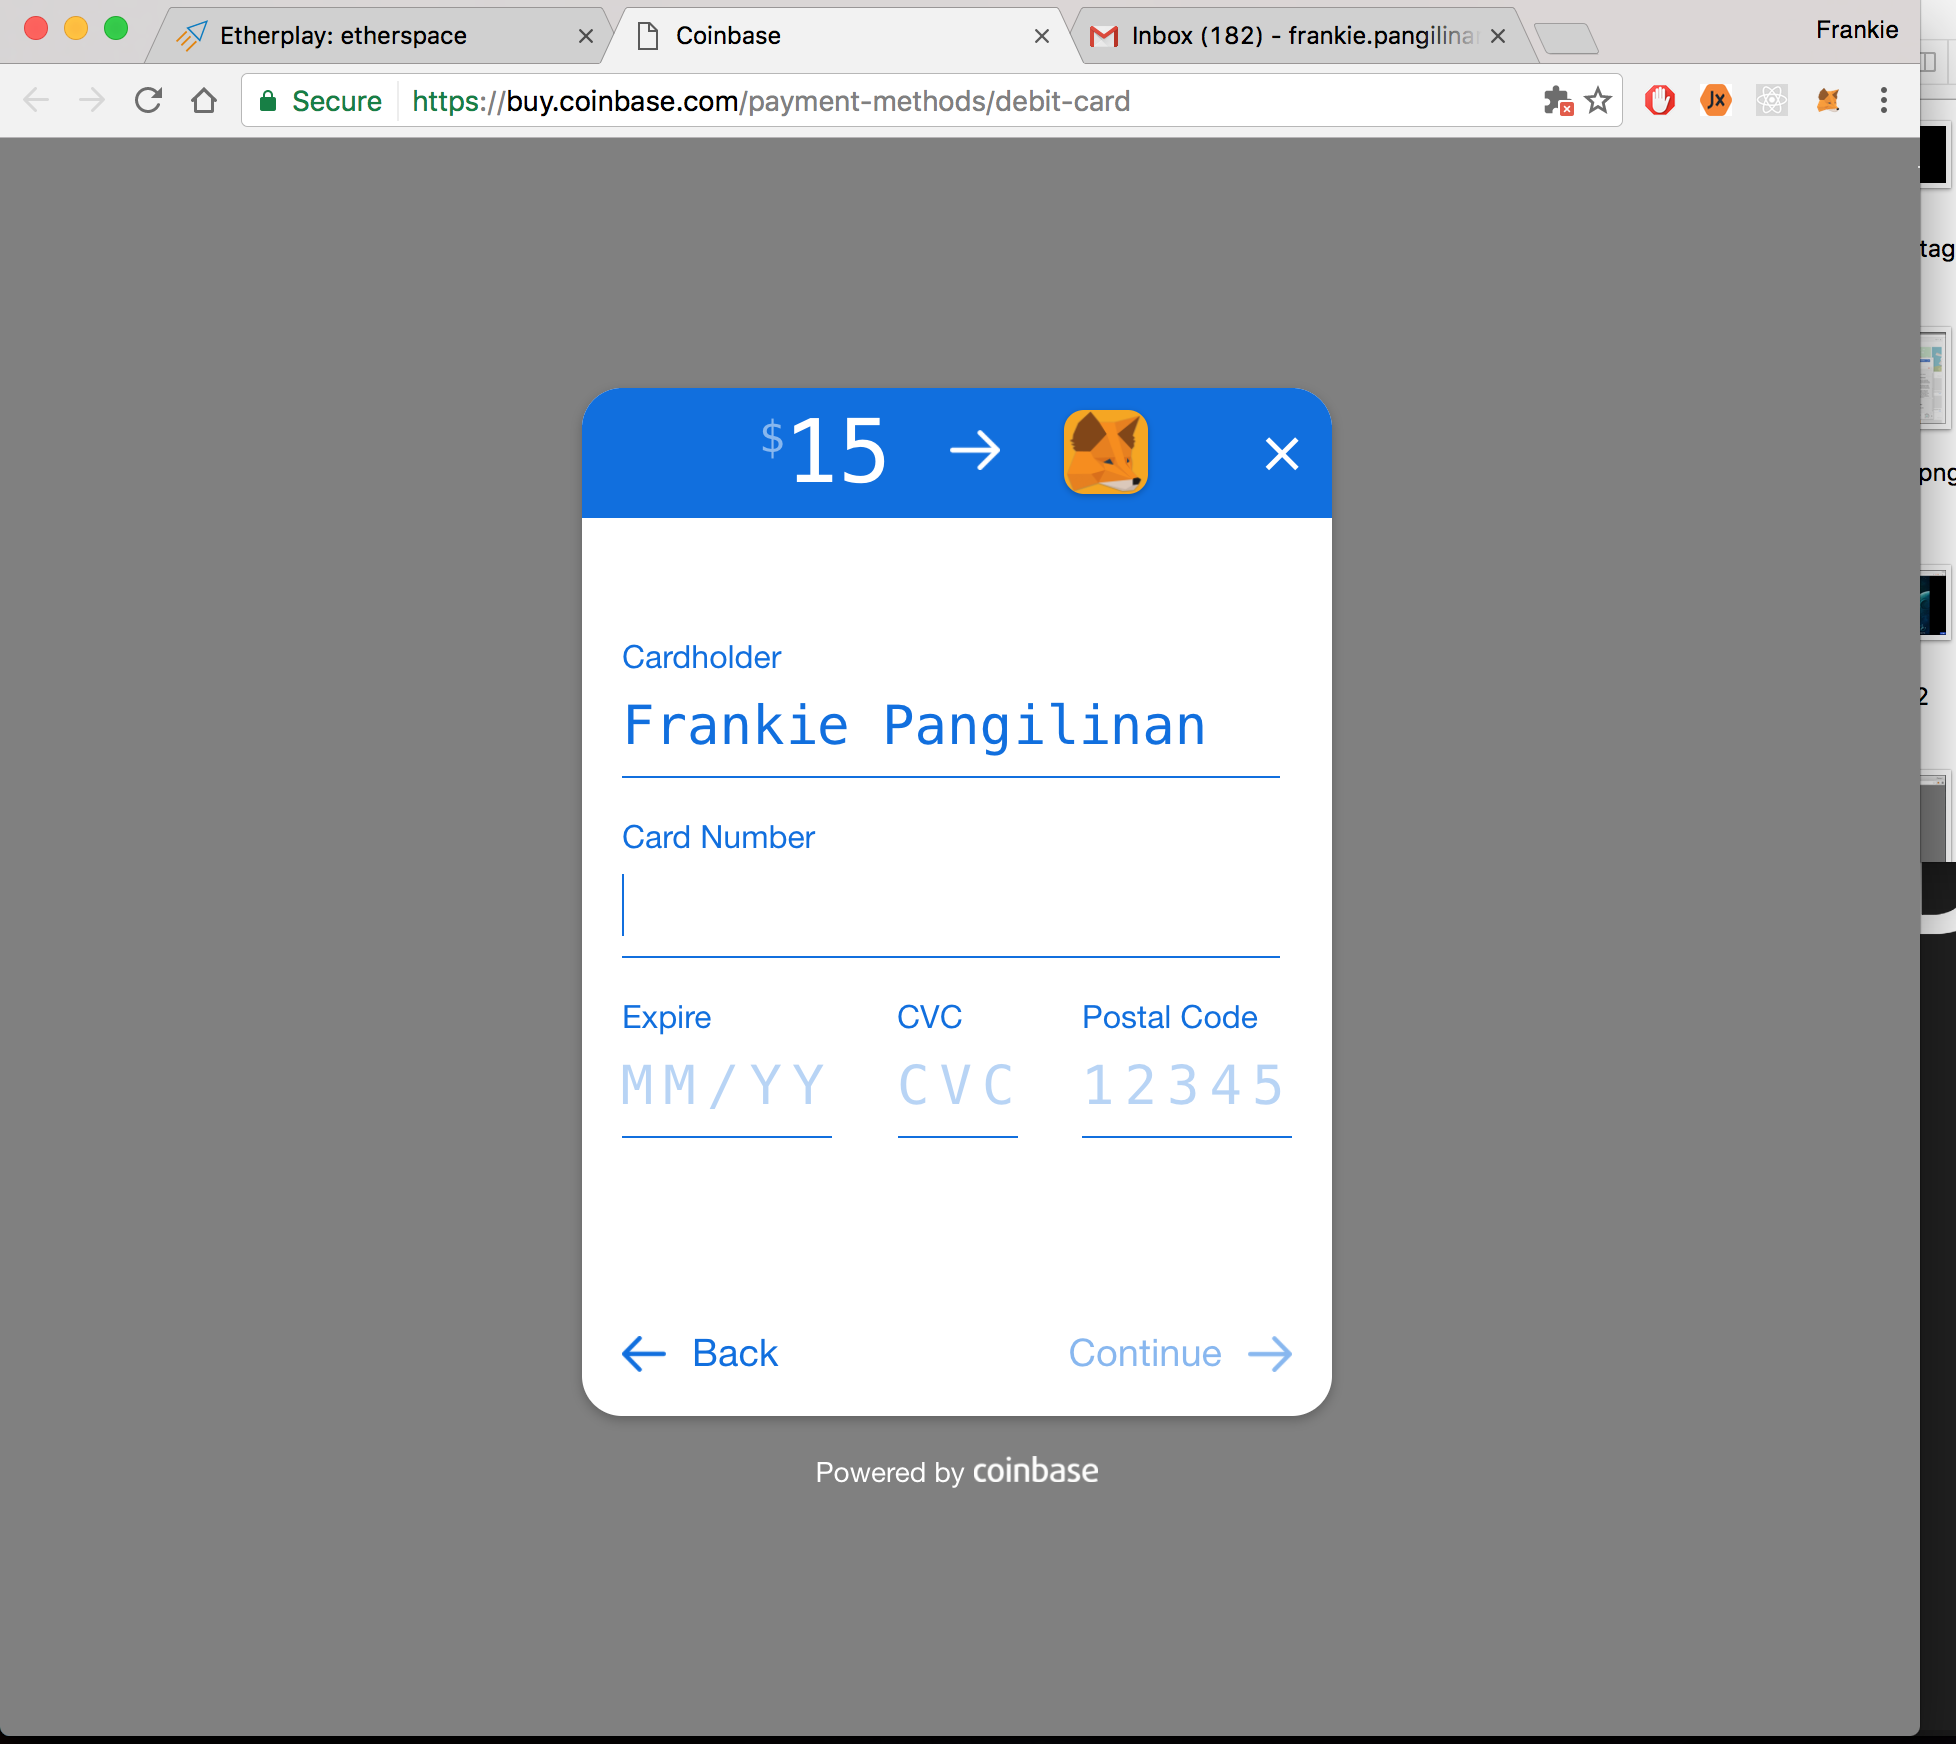 Etherplay: etherspace
Coinbase
Inbox (182) - frankie.pangilina
Frankie
Secure
https://buy.coinbase.com/payment-methods/debit-card
JX
tag
png
2
$15
Cardholder
Frankie Pangilinan
Card Number
Expire CVC Postal Code
MM/YY CVC 12345
Back Continue
Powered by coinbase